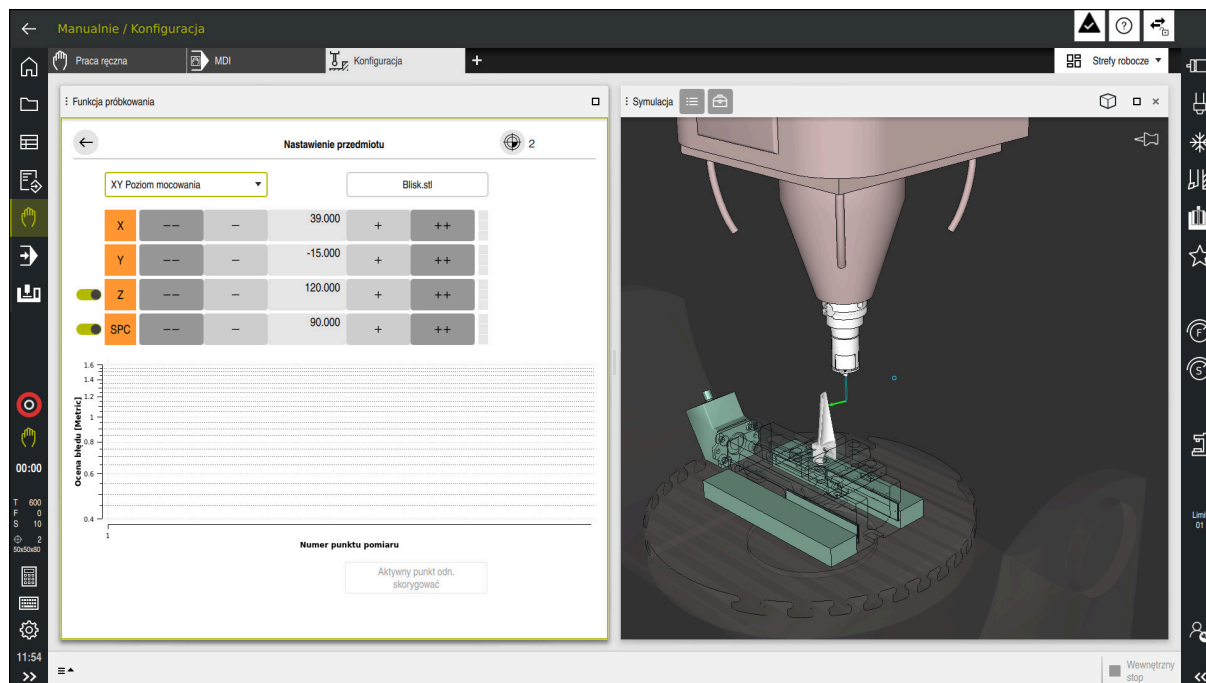 Manualnie / Konfiguracja
Praca ręczna
MDI
Konfiguracja
+
Strefy robocze
Funkcja próbkowania
Nastawienie przedmiotu
2
XY Poziom mocowania
Blisk.stl
X -- - 39.000 + ++
Y -- - -15.000 + ++
Z -- - 120.000 + ++
SPC -- - 90.000 + ++
Ocena błędu [Metric]
1.6
1.4
1.2
1
0.8
0.6
0.4
1
Numer punktu pomiaru
Aktywny punkt odn.
skorygować
Symulacja
00:00
T 600
F 0
S 10
2
50x50x80
11:54
F
S
Limi
01
Wewnętrzny
stop